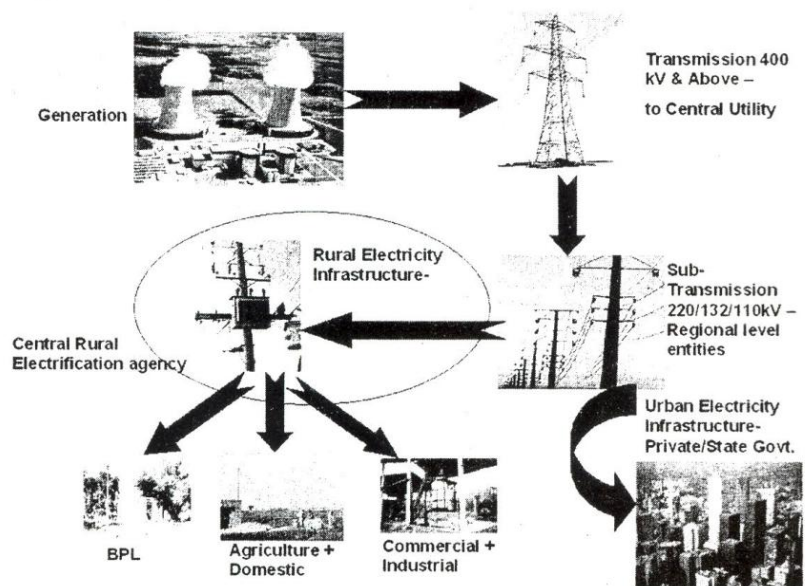 Generation
Transmission 400
kV & Above –
to Central Utility
Rural Electricity
Infrastructure-
Sub-
Transmission
220/132/110kV –
Regional level
entities
Central Rural
Electrification agency
Urban Electricity
Infrastructure-
Private/State Govt.
BPL
Agriculture +
Domestic
Commercial +
Industrial